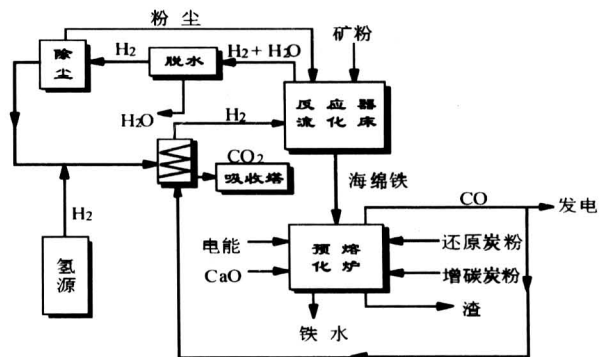 粉尘
除尘
H₂
脱水
H₂+H₂O
矿粉
反应器
流化床
H₂O
H₂
CO₂
吸收塔
海绵铁
CO
发电
H₂
氢源
电能
CaO
预熔
化炉
还原炭粉
增碳炭粉
渣
铁水